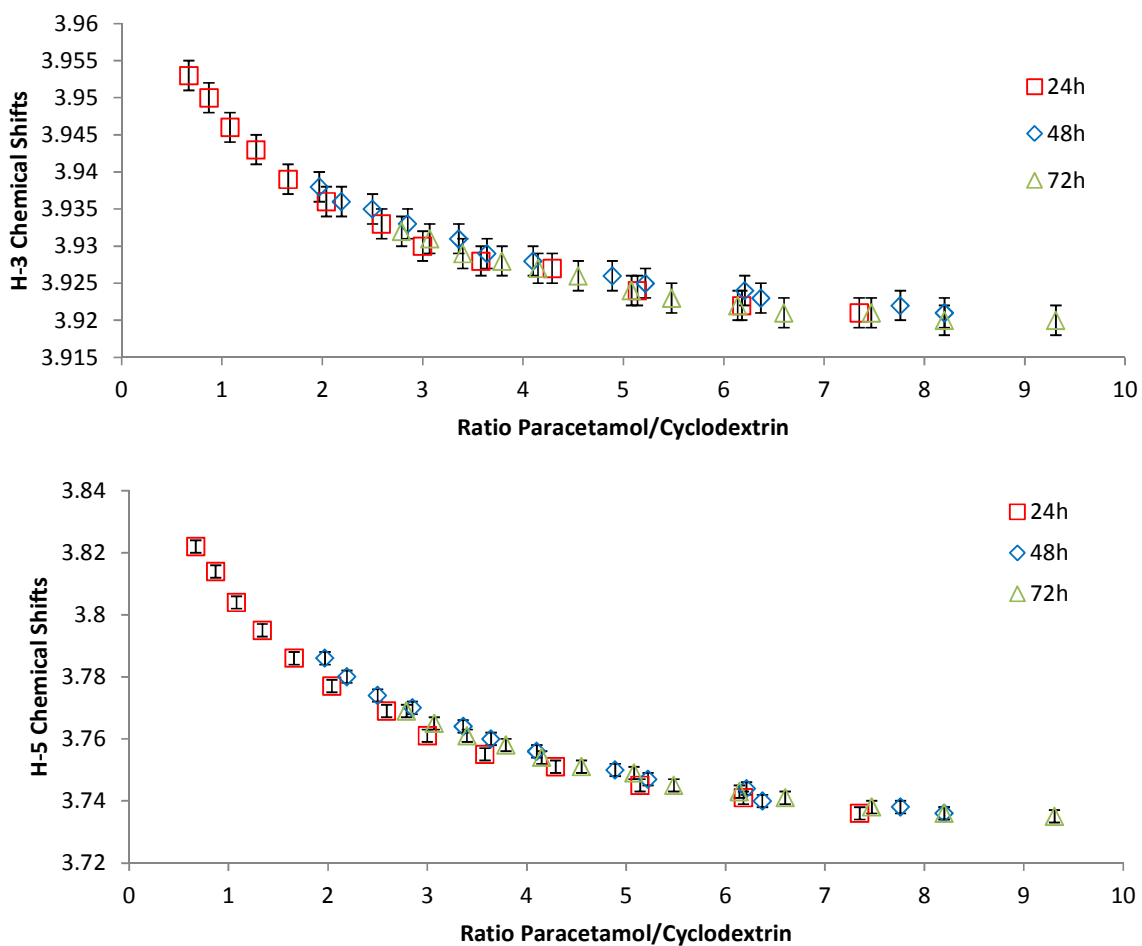 3.96
3.955
3.95
3.945
3.94
3.935
3.93
3.925
3.92
3.915
H-3 Chemical Shifts
24h
48h
72h
0 1 2 3 4 5 6 7 8 9 10
Ratio Paracetamol/Cyclodextrin
3.84
3.82
3.8
3.78
3.76
3.74
3.72
H-5 Chemical Shifts
24h
48h
72h
0 1 2 3 4 5 6 7 8 9 10
Ratio Paracetamol/Cyclodextrin